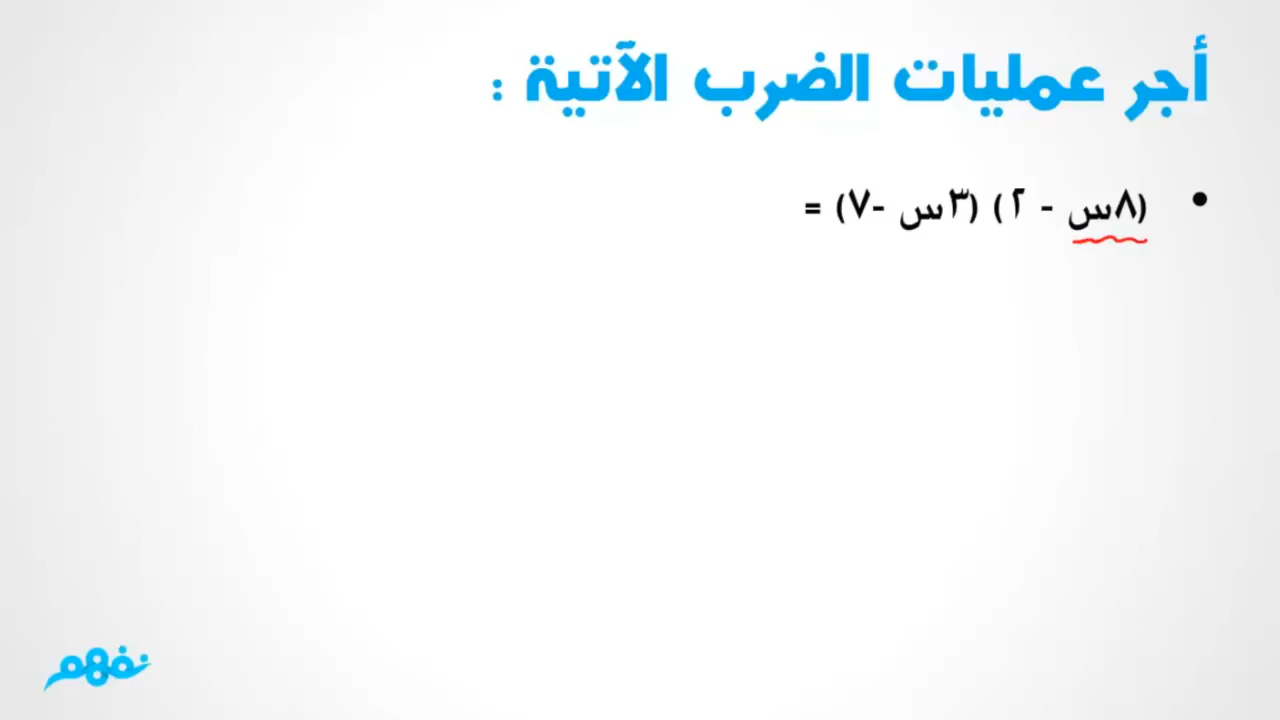 أجر عمليات الضرب الآتية :
• (٨س - ٢) (٣س -٧) =
نفهم